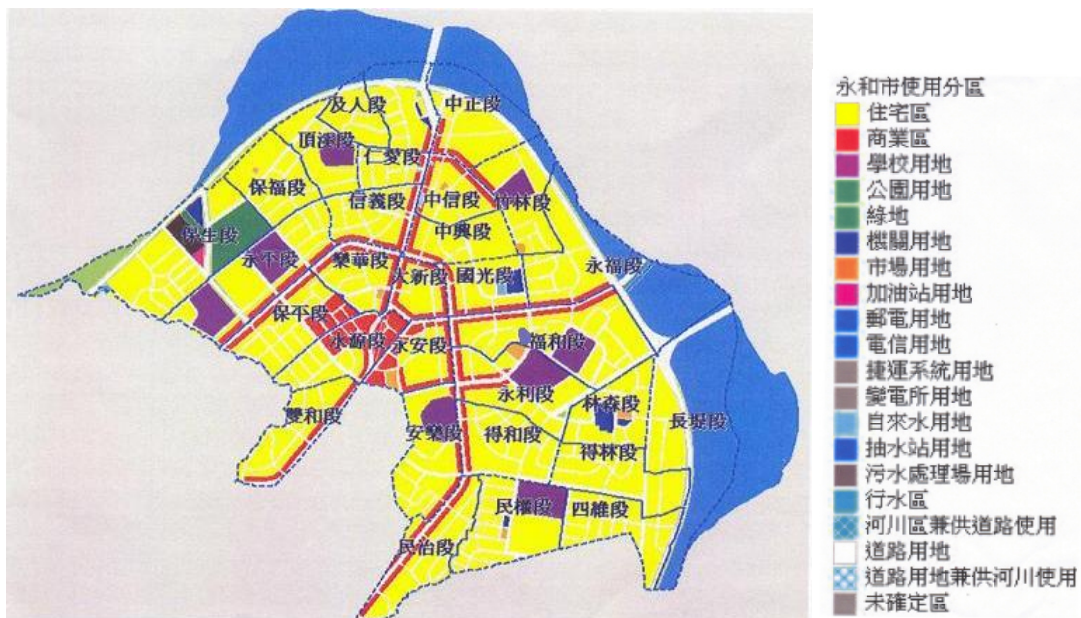 及人段
中正段
頂溪段
仁愛段
保福段
信義段
中信段
竹林段
保生段
中興段
永平段
樂華段
大新段
國光段
永福段
保平段
永源段
永安段
福和段
永利段
雙和段
林森段
長堤段
安樂段
得和段
得林段
民權段
四維段
民治段
永和市使用分區
住宅區
商業區
學校用地
公園用地
綠地
機關用地
市場用地
加油站用地
郵電用地
電信用地
捷運系統用地
變電所用地
自來水用地
抽水站用地
污水處理場用地
行水區
河川區兼供道路使用
道路用地
道路用地兼供河川使用
未確定區